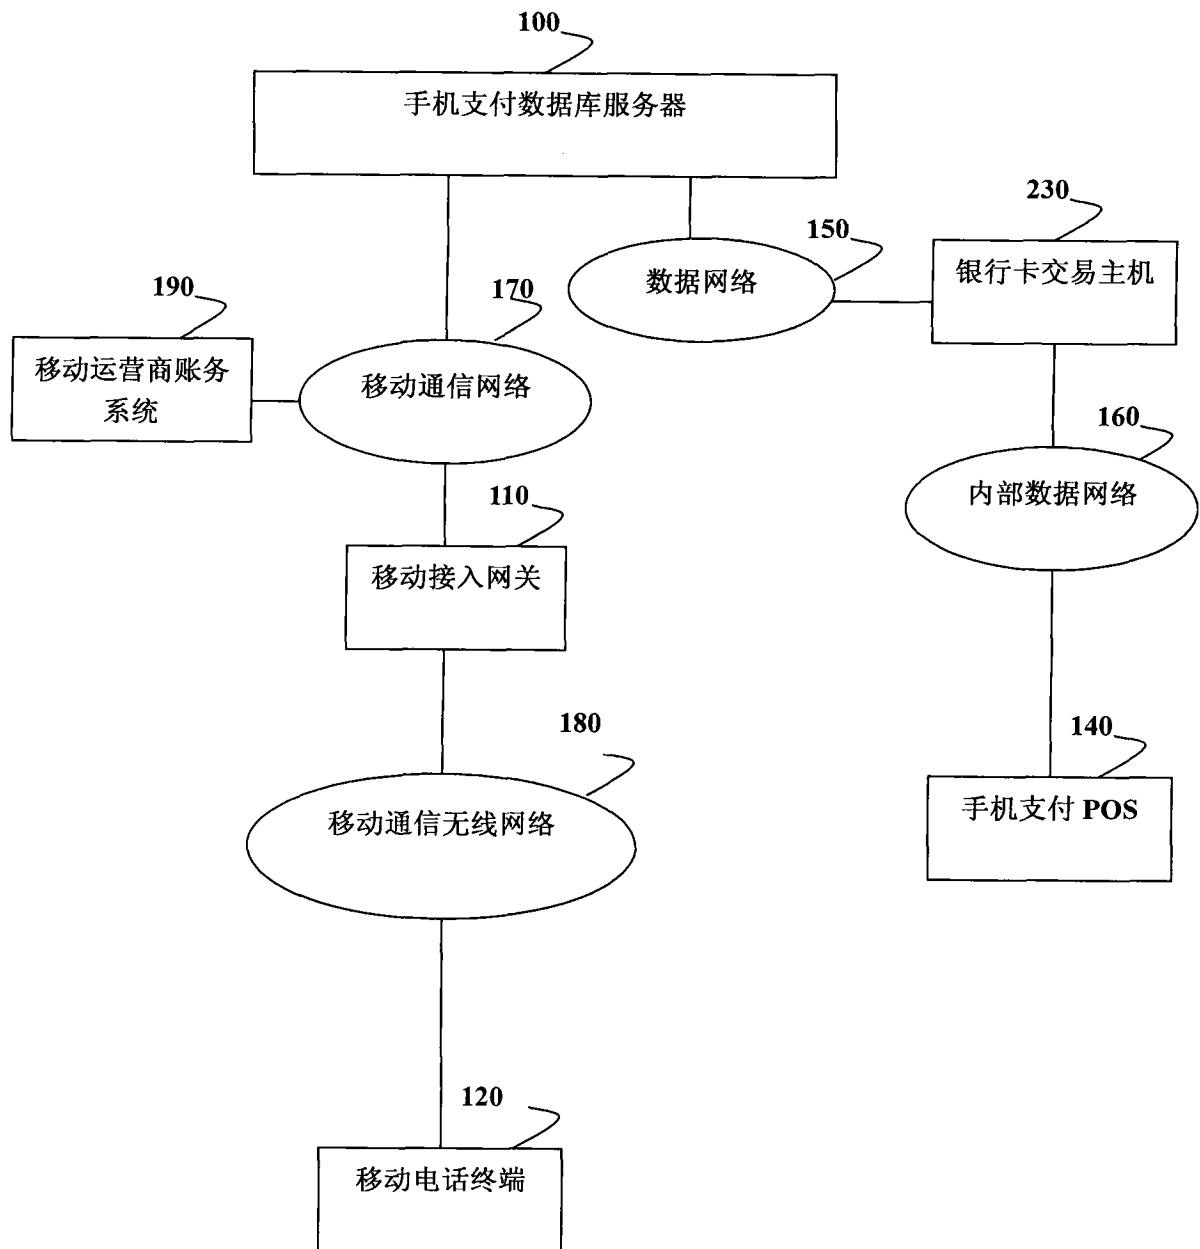 100
手机支付数据库服务器
230
150
银行卡交易主机
数据网络
190
170
移动运营商账务
系统
移动通信网络
160
内部数据网络
110
移动接入网关
180
140
手机支付 POS
移动通信无线网络
120
移动电话终端